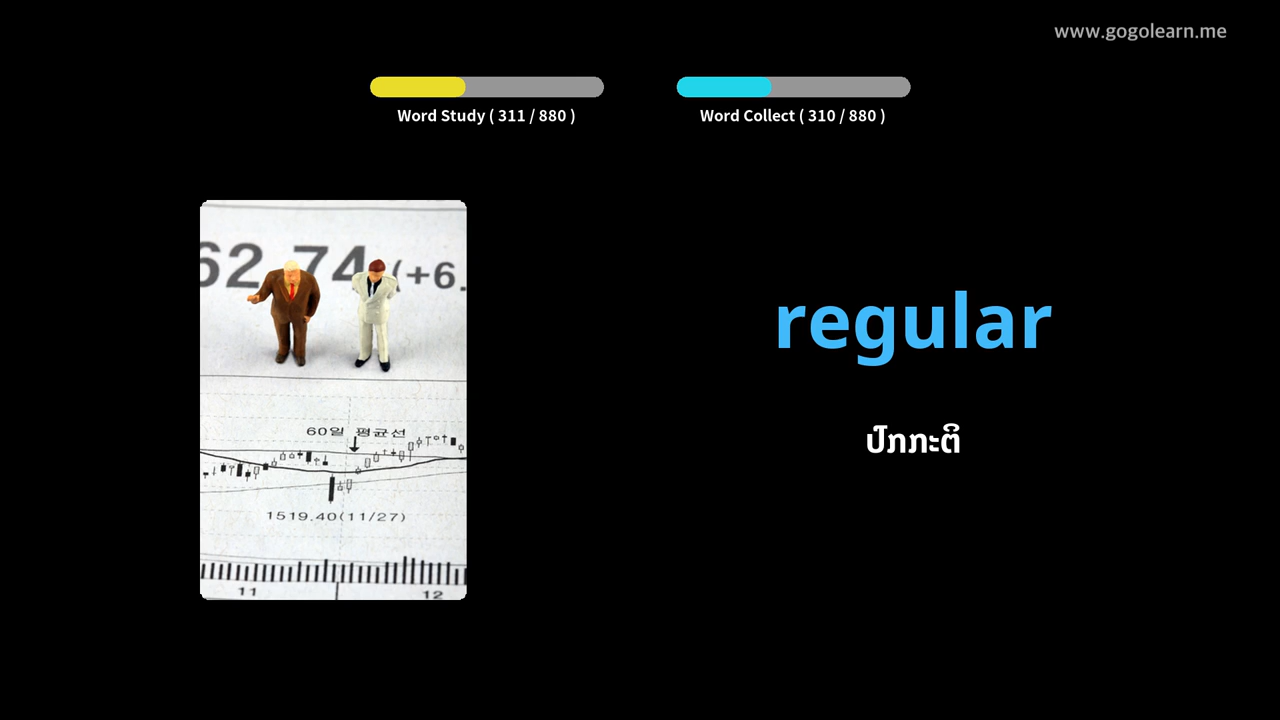 www.gogolearn.me
Word Study ( 311 / 880 )
Word Collect ( 310 / 880 )
62.74 (+6.
regular
60일 평균선
ປົກກະຕິ
1519.40(11/27)
11
12